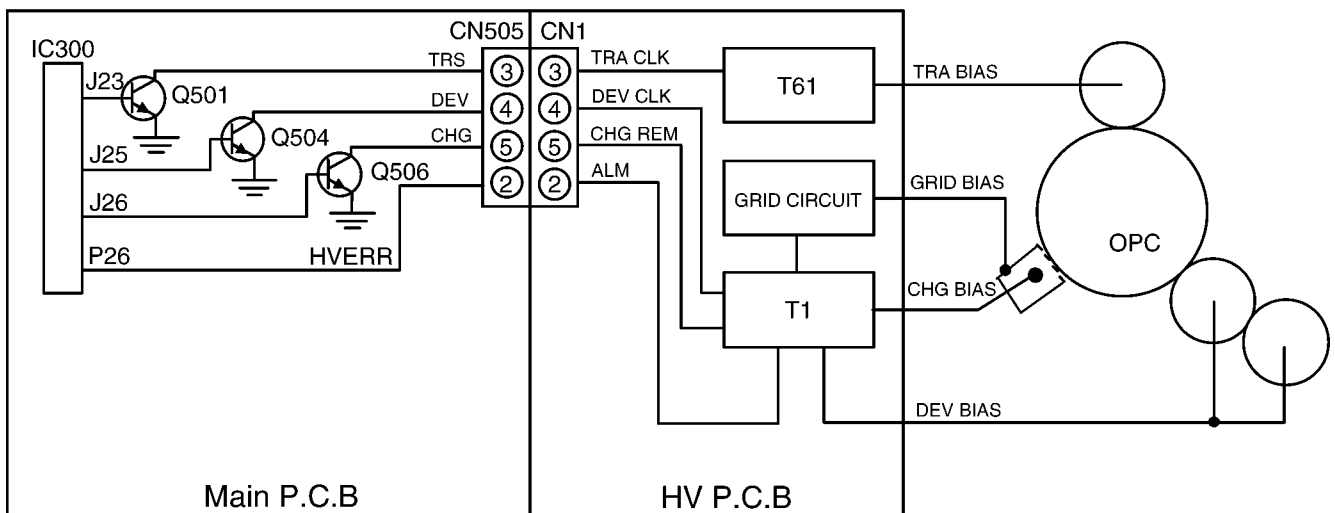 CN505 CN1
IC300
TRS 3 3 TRA CLK T61 TRA BIAS
J23 Q501
DEV 4 4 DEV CLK
J25 Q504
CHG 5 5 CHG REM
Q506
2 2 ALM
GRID CIRCUIT GRID BIAS
J26
P26 HVERR
OPC
T1 CHG BIAS
DEV BIAS
Main P.C.B HV P.C.B